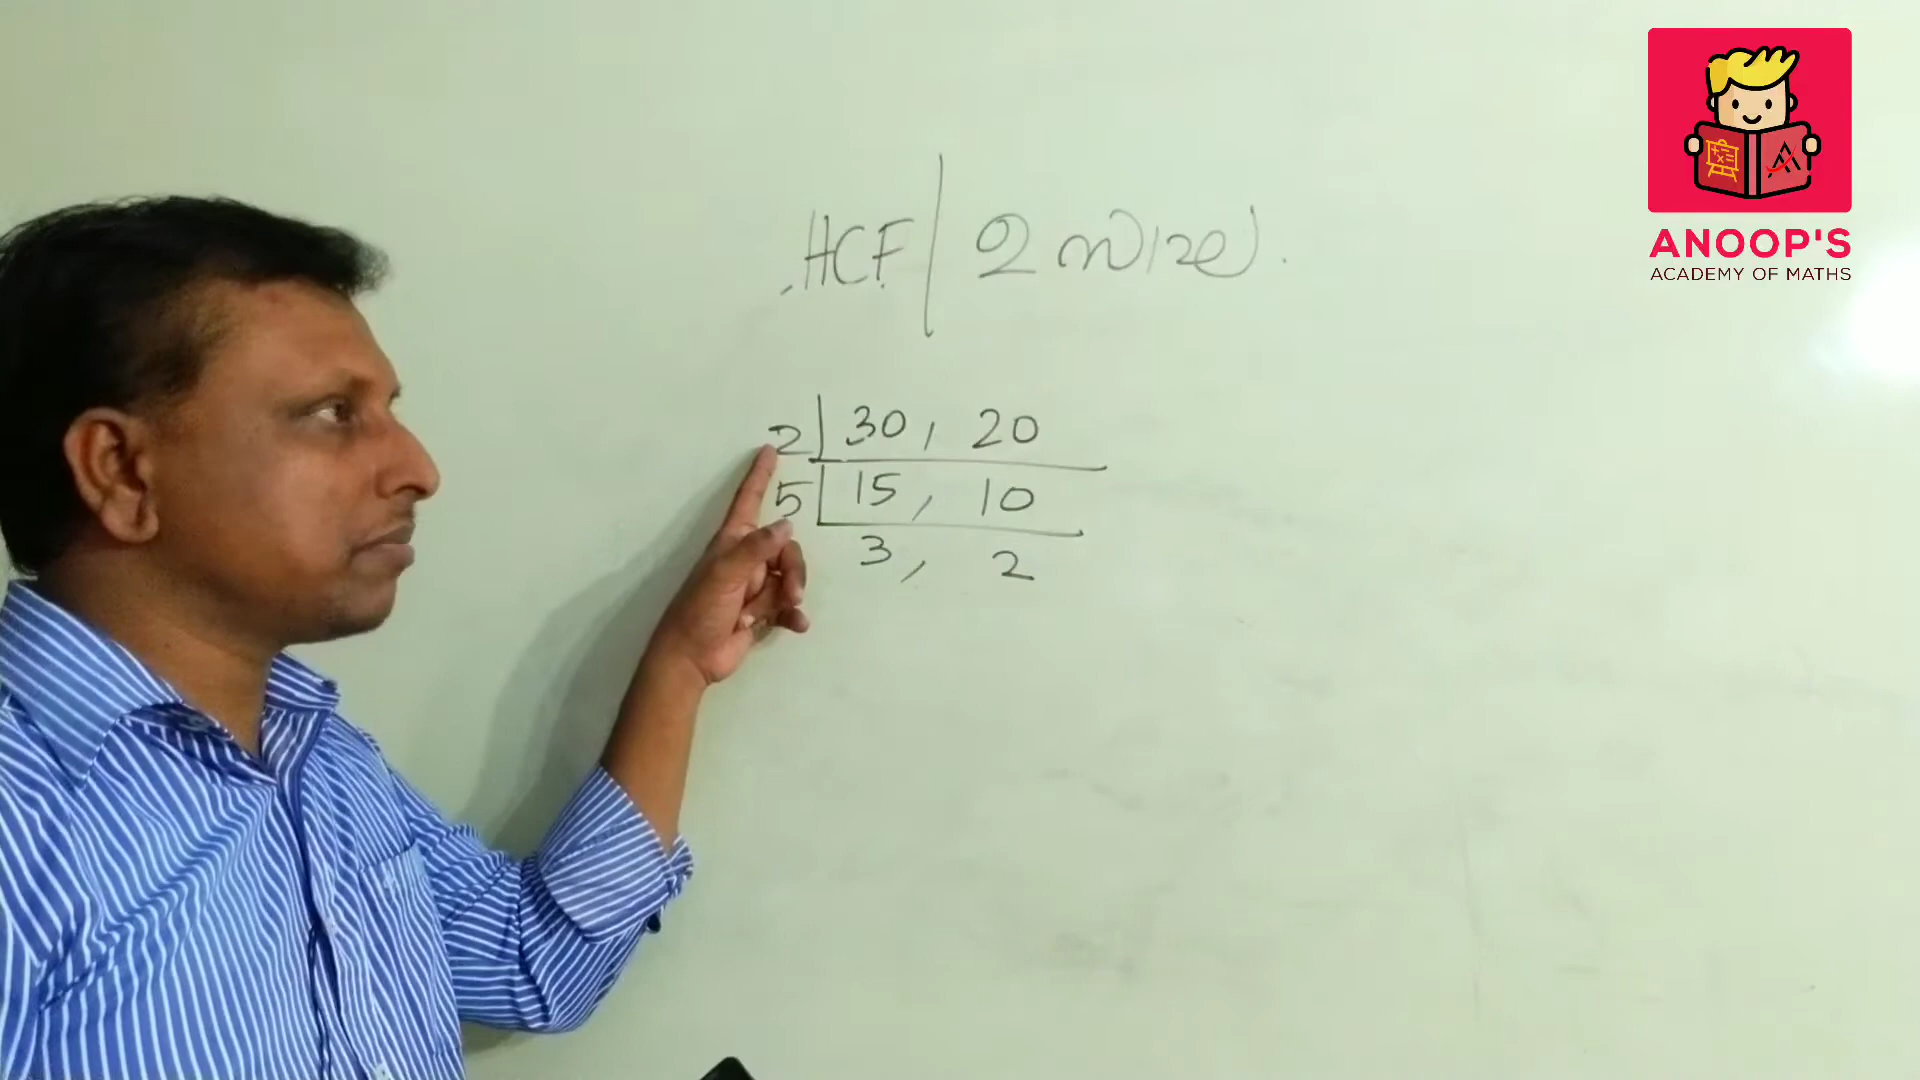 HCF | ഉസാഘ
2 | 30, 20
5 | 15, 10
3, 2
ANOOP'S
ACADEMY OF MATHS